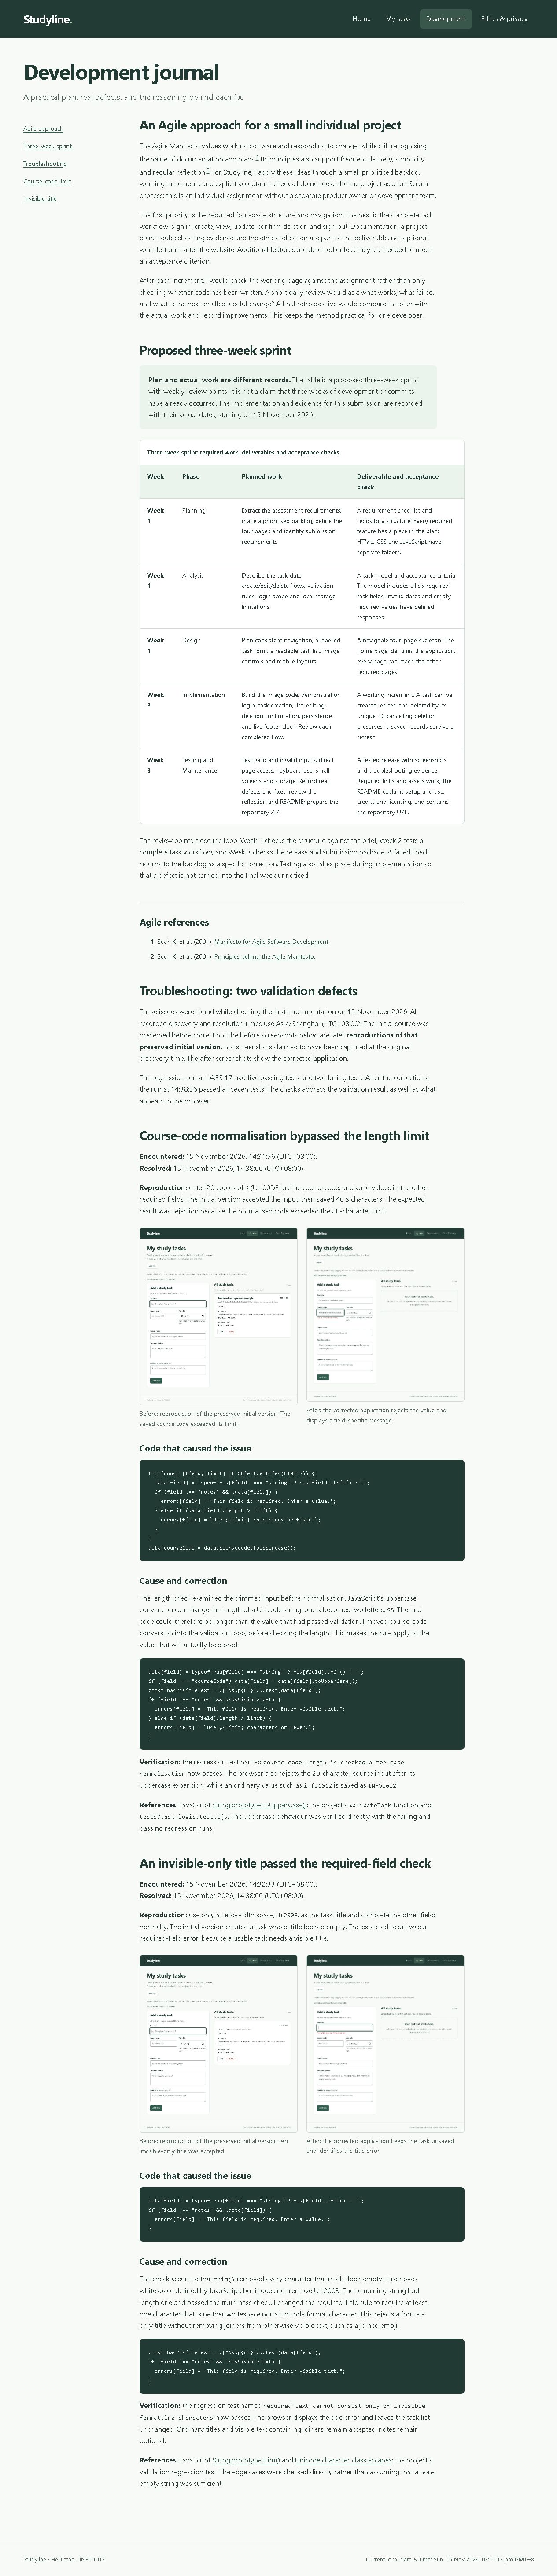 Studyline.
Home
My tasks
Development
Ethics & privacy
Development journal
A practical plan, real defects, and the reasoning behind each fix.
Agile approach
Three-week sprint
Troubleshooting
Course-code limit
Invisible title
An Agile approach for a small individual project
The Agile Manifesto values working software and responding to change, while still recognising
the value of documentation and plans.1 Its principles also support frequent delivery, simplicity
and regular reflection.2 For Studyline, I apply these ideas through a small prioritised backlog,
working increments and explicit acceptance checks. I do not describe the project as a full Scrum
process: this is an individual assignment, without a separate product owner or development team.
The first priority is the required four-page structure and navigation. The next is the complete task
workflow: sign in, create, view, update, confirm deletion and sign out. Documentation, a project
plan, troubleshooting evidence and the ethics reflection are part of the deliverable, not optional
work left until after the website. Additional features are deferred unless they are needed to meet
an acceptance criterion.
After each increment, I would check the working page against the assignment rather than only
checking whether code has been written. A short daily review would ask: what works, what failed,
and what is the next smallest useful change? A final retrospective would compare the plan with
the actual work and record improvements. This keeps the method practical for one developer.
Proposed three-week sprint
Plan and actual work are different records. The table is a proposed three-week sprint
with weekly review points. It is not a claim that three weeks of development or commits
have already occurred. The implementation and evidence for this submission are recorded
with their actual dates, starting on 15 November 2026.
Three-week sprint: required work, deliverables and acceptance checks
Week
Phase
Planned work
Deliverable and acceptance
check
Week
1
Planning
Extract the assessment requirements;
make a prioritised backlog; define the
four pages and identify submission
requirements.
A requirement checklist and
repository structure. Every required
feature has a place in the plan;
HTML, CSS and JavaScript have
separate folders.
Week
1
Analysis
Describe the task data,
create/edit/delete flows, validation
rules, login scope and local storage
limitations.
A task model and acceptance criteria.
The model includes all six required
task fields; invalid dates and empty
required values have defined
responses.
Week
1
Design
Plan consistent navigation, a labelled
task form, a readable task list, image
controls and mobile layouts.
A navigable four-page skeleton. The
home page identifies the application;
every page can reach the other
required pages.
Week
2
Implementation
Build the image cycle, demonstration
login, task creation, list, editing,
deletion confirmation, persistence
and live footer clock. Review each
completed flow.
A working increment. A task can be
created, edited and deleted by its
unique ID; cancelling deletion
preserves it; saved records survive a
refresh.
Week
3
Testing and
Maintenance
Test valid and invalid inputs, direct
page access, keyboard use, small
screens and storage. Record real
defects and fixes; review the
reflection and README; prepare the
repository ZIP.
A tested release with screenshots
and troubleshooting evidence.
Required links and assets work; the
README explains setup and use,
credits and licensing, and contains
the repository URL.
The review points close the loop: Week 1 checks the structure against the brief, Week 2 tests a
complete task workflow, and Week 3 checks the release and submission package. A failed check
returns to the backlog as a specific correction. Testing also takes place during implementation so
that a defect is not carried into the final week unnoticed.
Agile references
1. Beck, K. et al. (2001). Manifesto for Agile Software Development.
2. Beck, K. et al. (2001). Principles behind the Agile Manifesto.
Troubleshooting: two validation defects
These issues were found while checking the first implementation on 15 November 2026. All
recorded discovery and resolution times use Asia/Shanghai (UTC+08:00). The initial source was
preserved before correction. The before screenshots below are later reproductions of that
preserved initial version, not screenshots claimed to have been captured at the original
discovery time. The after screenshots show the corrected application.
The regression run at 14:33:17 had five passing tests and two failing tests. After the corrections,
the run at 14:38:36 passed all seven tests. The checks address the validation result as well as what
appears in the browser.
Course-code normalisation bypassed the length limit
Encountered: 15 November 2026, 14:31:56 (UTC+08:00).
Resolved: 15 November 2026, 14:38:00 (UTC+08:00).
Reproduction: enter 20 copies of ß (U+00DF) as the course code, and valid values in the other
required fields. The initial version accepted the input, then saved 40 S characters. The expected
result was rejection because the normalised code exceeded the 20-character limit.
Studyline.
My study tasks
Add a study task
All study tasks
Studyline.
My study tasks
Add a study task
All study tasks
Before: reproduction of the preserved initial version. The
saved course code exceeded its limit.
After: the corrected application rejects the value and
displays a field-specific message.
Code that caused the issue
for (const [field, limit] of Object.entries(LIMITS)) {
data[field] = typeof raw[field] === "string" ? raw[field].trim() : "";
if (field !== "notes" && !data[field]) {
errors[field] = "This field is required. Enter a value.";
} else if (data[field].length > limit) {
errors[field] = `Use ${limit} characters or fewer.`;
}
}
data.courseCode = data.courseCode.toUpperCase();
Cause and correction
The length check examined the trimmed input before normalisation. JavaScript's uppercase
conversion can change the length of a Unicode string: one ß becomes two letters, SS. The final
code could therefore be longer than the value that had passed validation. I moved course-code
conversion into the validation loop, before checking the length. This makes the rule apply to the
value that will actually be stored.
data[field] = typeof raw[field] === "string" ? raw[field].trim() : "";
if (field === "courseCode") data[field] = data[field].toUpperCase();
const hasVisibleText = /[^\s\p{Cf}]/u.test(data[field]);
if (field !== "notes" && !hasVisibleText) {
errors[field] = "This field is required. Enter visible text.";
} else if (data[field].length > limit) {
errors[field] = `Use ${limit} characters or fewer.`;
}
Verification: the regression test named course-code length is checked after case
normalisation now passes. The browser also rejects the 20-character source input after its
uppercase expansion, while an ordinary value such as info1012 is saved as INFO1012.
References: JavaScript String.prototype.toUpperCase(); the project's validateTask function and
tests/task-logic.test.cjs. The uppercase behaviour was verified directly with the failing and
passing regression runs.
An invisible-only title passed the required-field check
Encountered: 15 November 2026, 14:32:33 (UTC+08:00).
Resolved: 15 November 2026, 14:38:00 (UTC+08:00).
Reproduction: use only a zero-width space, U+200B, as the task title and complete the other fields
normally. The initial version created a task whose title looked empty. The expected result was a
required-field error, because a usable task needs a visible title.
Studyline.
My study tasks
Add a study task
All study tasks
Studyline.
My study tasks
Add a study task
All study tasks
Before: reproduction of the preserved initial version. An
invisible-only title was accepted.
After: the corrected application keeps the task unsaved
and identifies the title error.
Code that caused the issue
data[field] = typeof raw[field] === "string" ? raw[field].trim() : "";
if (field !== "notes" && !data[field]) {
errors[field] = "This field is required. Enter a value.";
}
Cause and correction
The check assumed that trim() removed every character that might look empty. It removes
whitespace defined by JavaScript, but it does not remove U+200B. The remaining string had
length one and passed the truthiness check. I changed the required-field rule to require at least
one character that is neither whitespace nor a Unicode format character. This rejects a format-
only title without removing joiners from otherwise visible text, such as a joined emoji.
const hasVisibleText = /[^\s\p{Cf}]/u.test(data[field]);
if (field !== "notes" && !hasVisibleText) {
errors[field] = "This field is required. Enter visible text.";
}
Verification: the regression test named required text cannot consist only of invisible
formatting characters now passes. The browser displays the title error and leaves the task list
unchanged. Ordinary titles and visible text containing joiners remain accepted; notes remain
optional.
References: JavaScript String.prototype.trim() and Unicode character class escapes; the project's
validation regression test. The edge cases were checked directly rather than assuming that a non-
empty string was sufficient.
Studyline · He Jiatao · INFO1012
Current local date & time: Sun, 15 Nov 2026, 03:07:13 pm GMT+8